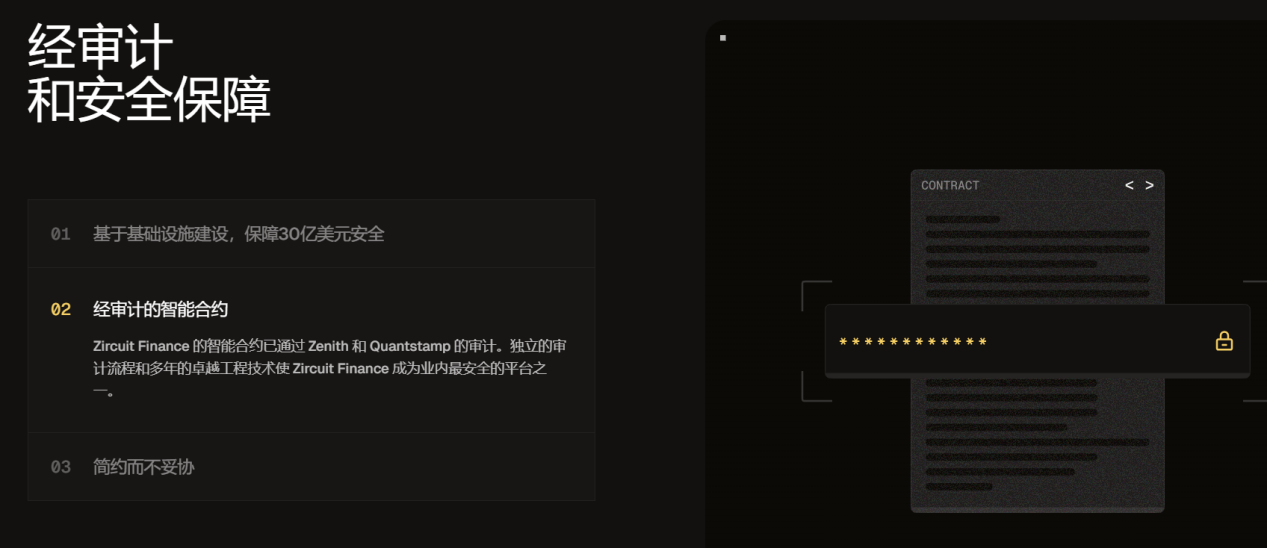 经审计
和安全保障
01 基于基础设施建设，保障30亿美元安全
02 经审计的智能合约
Zircuit Finance 的智能合约已通过 Zenith 和 Quantstamp 的审计。独立的审
计流程和多年的卓越工程技术使 Zircuit Finance 成为业内最安全的平台之
一。
03 简约而不妥协
CONTRACT < >
************